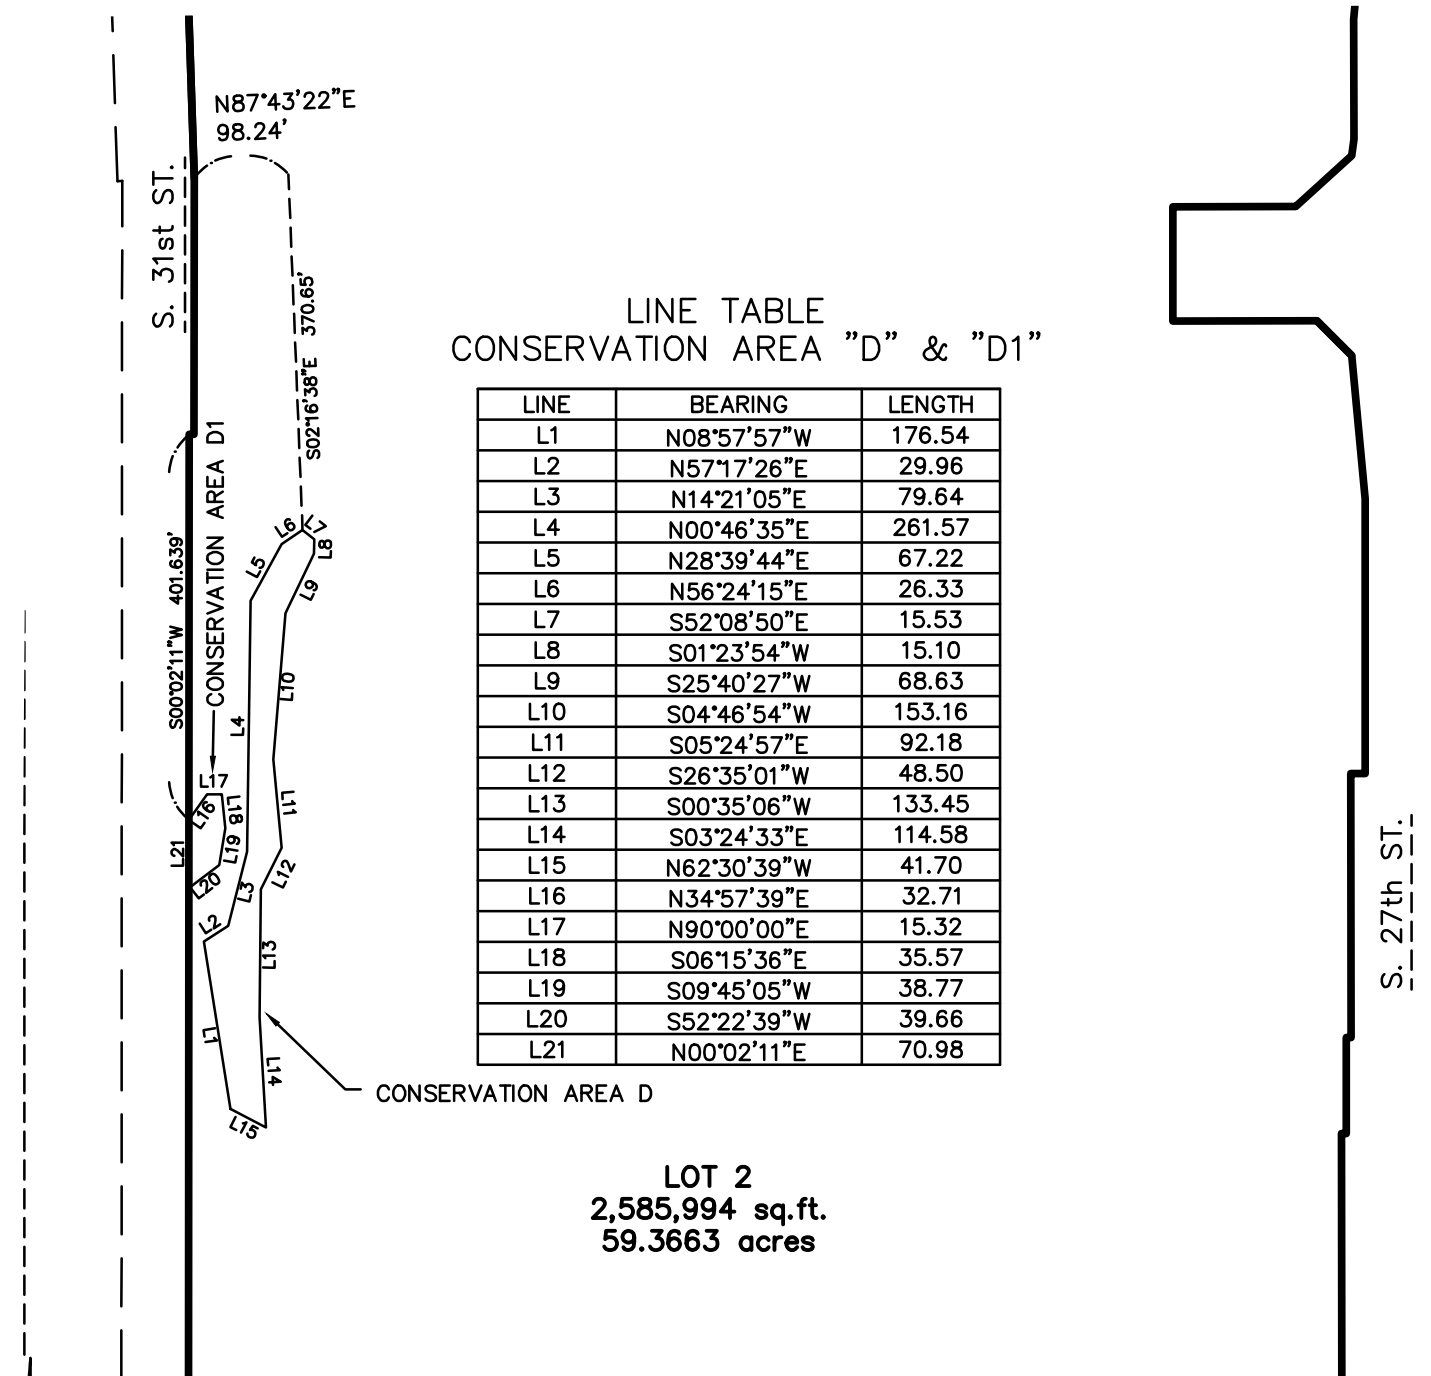 N87°43'22"E
98.24'
S. 31st ST.
S02°16'38"E 370.65'
LINE TABLE
CONSERVATION AREA "D" & "D1"
LINE BEARING LENGTH
L1 N08°57'57"W 176.54
L2 N57°17'26"E 29.96
L3 N14°21'05"E 79.64
L4 N00°46'35"E 261.57
L5 N28°39'44"E 67.22
L6 N56°24'15"E 26.33
L7 S52°08'50"E 15.53
L8 S01°23'54"W 15.10
L9 S25°40'27"W 68.63
L10 S04°46'54"W 153.16
L11 S05°24'57"E 92.18
L12 S26°35'01"W 48.50
L13 S00°35'06"W 133.45
L14 S03°24'33"E 114.58
L15 N62°30'39"W 41.70
L16 N34°57'39"E 32.71
L17 N90°00'00"E 15.32
L18 S06°15'36"E 35.57
L19 S09°45'05"W 38.77
L20 S52°22'39"W 39.66
L21 N00°02'11"E 70.98
CONSERVATION AREA D1
S00°02'11"W 401.639'
L6
L7
L8
L5
L9
L10
L4
L17
L16
L18
L11
L19
L21
L20
L12
L3
L2
L13
L1
L14
L15
CONSERVATION AREA D
S. 27th ST.
LOT 2
2,585,994 sq.ft.
59.3663 acres